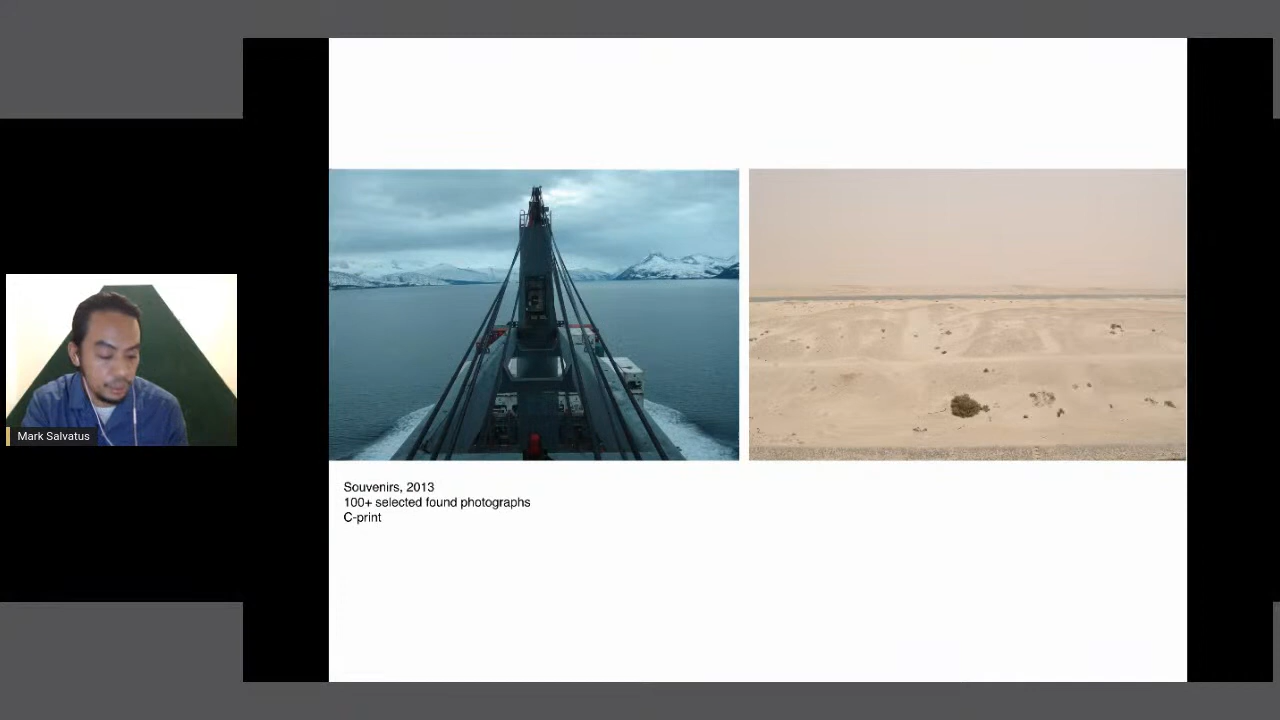 Mark Salvatus
Souvenirs, 2013
100+ selected found photographs
C-print